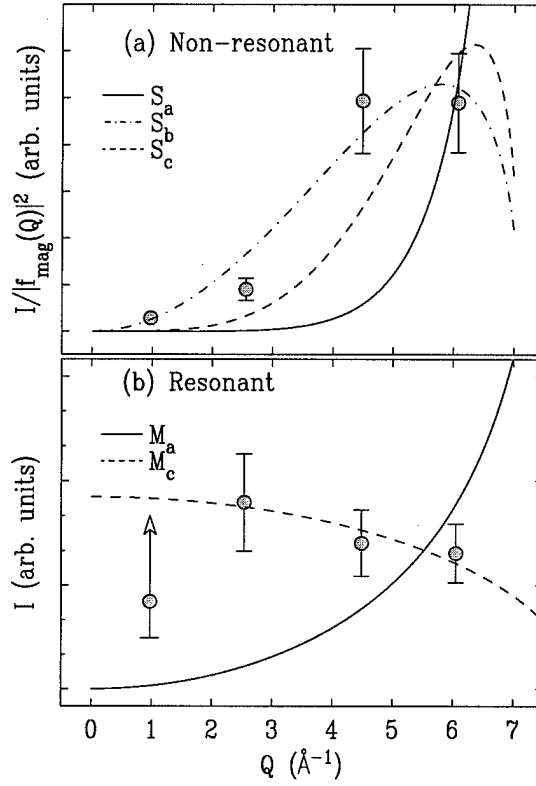 (a) Non-resonant
S_a
S_b
S_c
I/|f_mag(Q)|² (arb. units)
(b) Resonant
M_a
M_c
I (arb. units)
0 1 2 3 4 5 6 7
Q (Å⁻¹)